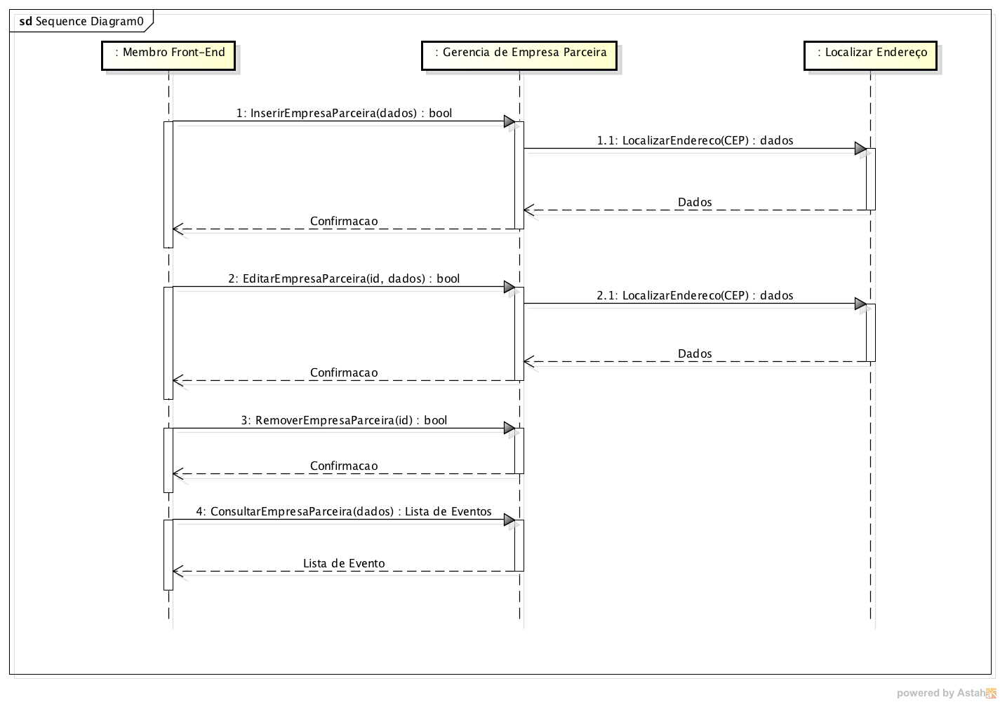 sd Sequence Diagram0
: Membro Front-End
: Gerencia de Empresa Parceira
: Localizar Endereço
1: InserirEmpresaParceira(dados) : bool
1.1: LocalizarEndereco(CEP) : dados
Dados
Confirmacao
2: EditarEmpresaParceira(id, dados) : bool
2.1: LocalizarEndereco(CEP) : dados
Dados
Confirmacao
3: RemoverEmpresaParceira(id) : bool
Confirmacao
4: ConsultarEmpresaParceira(dados) : Lista de Eventos
Lista de Evento
powered by Astah